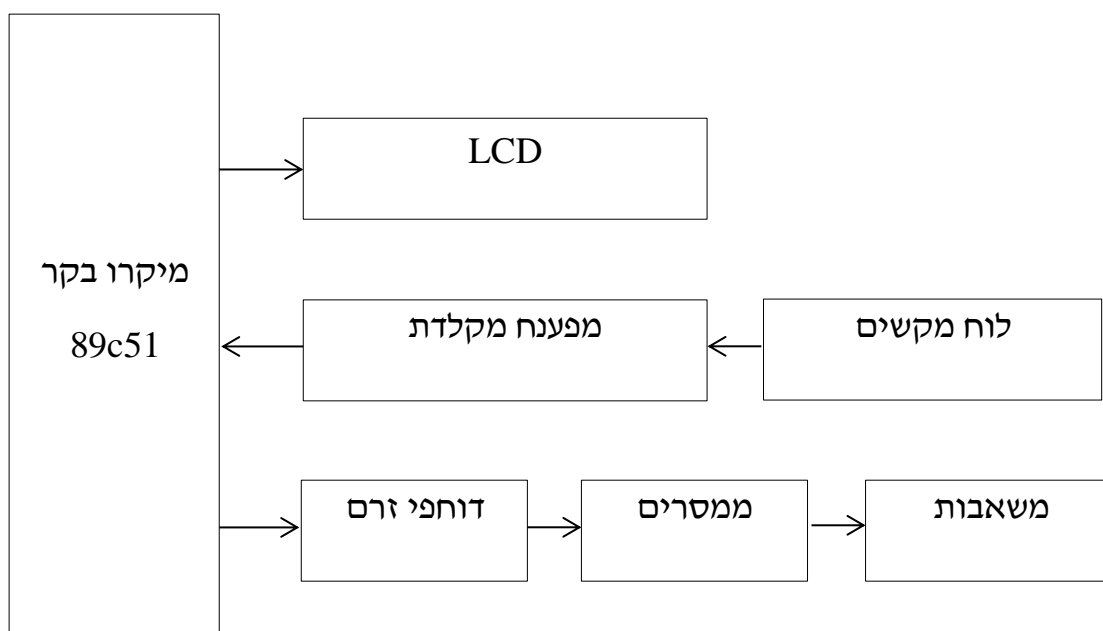 LCD
מיקרו בקר
89c51
מפענח מקלדת
לוח מקשים
דוחפי זרם
ממסרים
משאבות